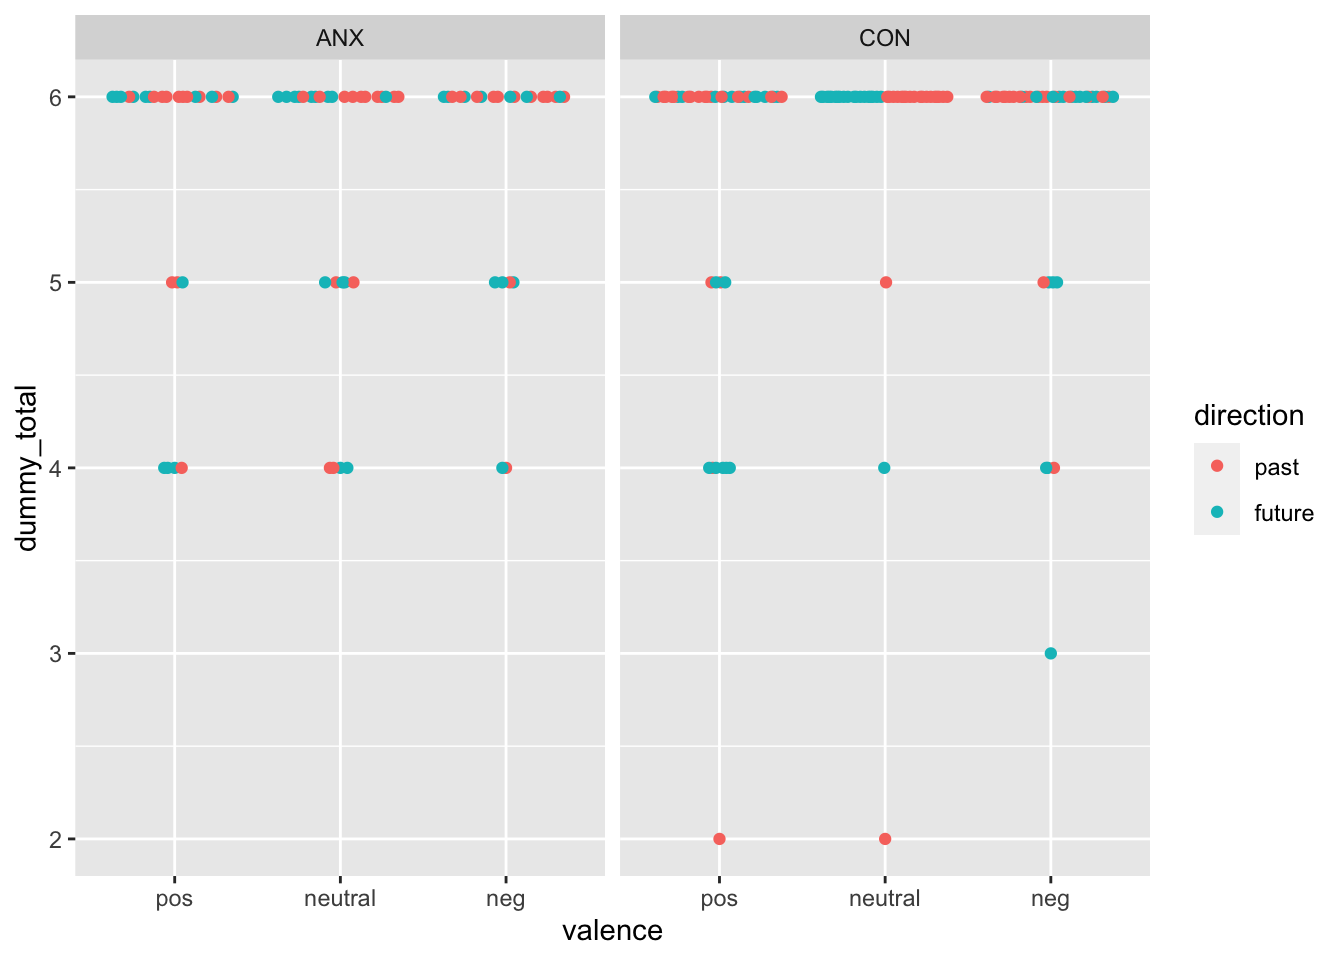 ANX CON
6
5
4
3
2
dummy_total
pos neutral neg pos neutral neg
valence
direction
past
future